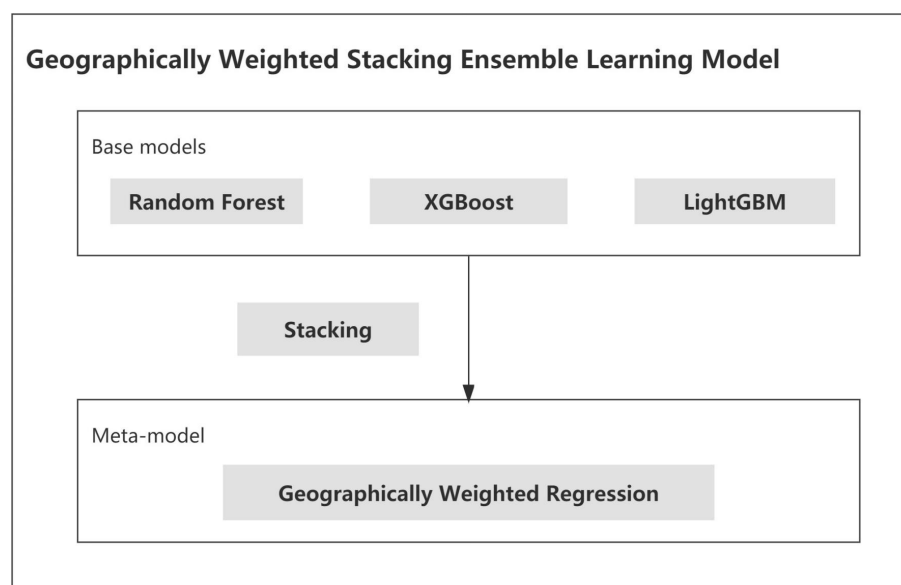 Geographically Weighted Stacking Ensemble Learning Model
Base models
Random Forest
XGBoost
LightGBM
Stacking
Meta-model
Geographically Weighted Regression